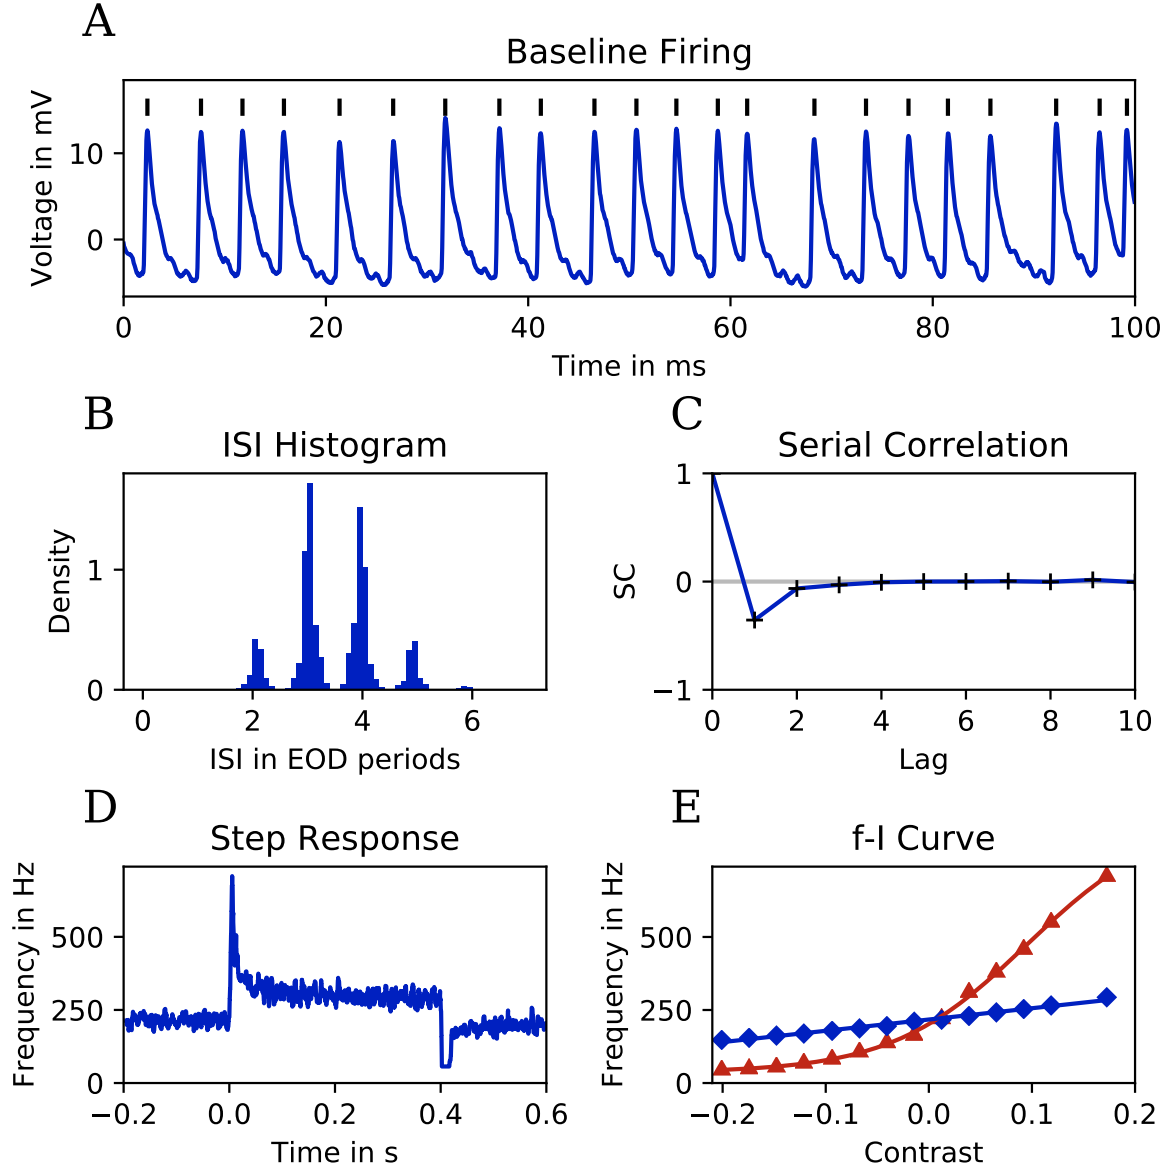 A
Baseline Firing
Voltage in mV
10
0
0 20 40 60 80 100
Time in ms
B
ISI Histogram
Density
1
0
0 2 4 6
ISI in EOD periods
C
Serial Correlation
SC
1
0
−1
0 2 4 6 8 10
Lag
D
Step Response
Frequency in Hz
500
250
0
−0.2 0.0 0.2 0.4 0.6
Time in s
E
f-I Curve
Frequency in Hz
500
250
0
−0.2 −0.1 0.0 0.1 0.2
Contrast